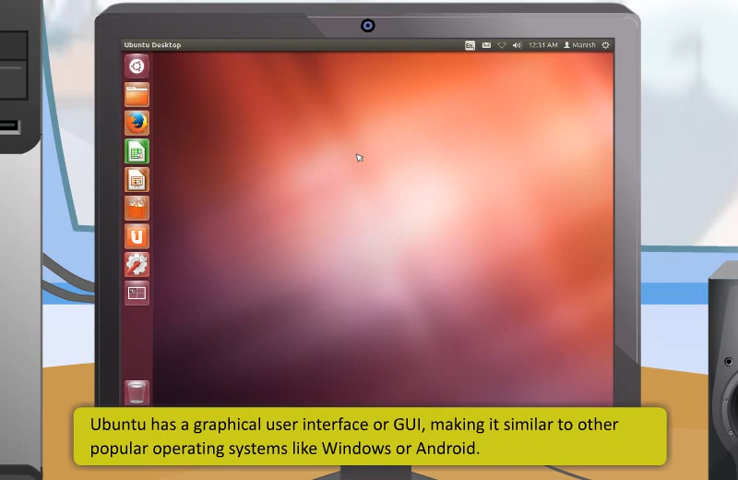 Ubuntu Desktop
En 12:31 AM Manish
Ubuntu has a graphical user interface or GUI, making it similar to other
popular operating systems like Windows or Android.